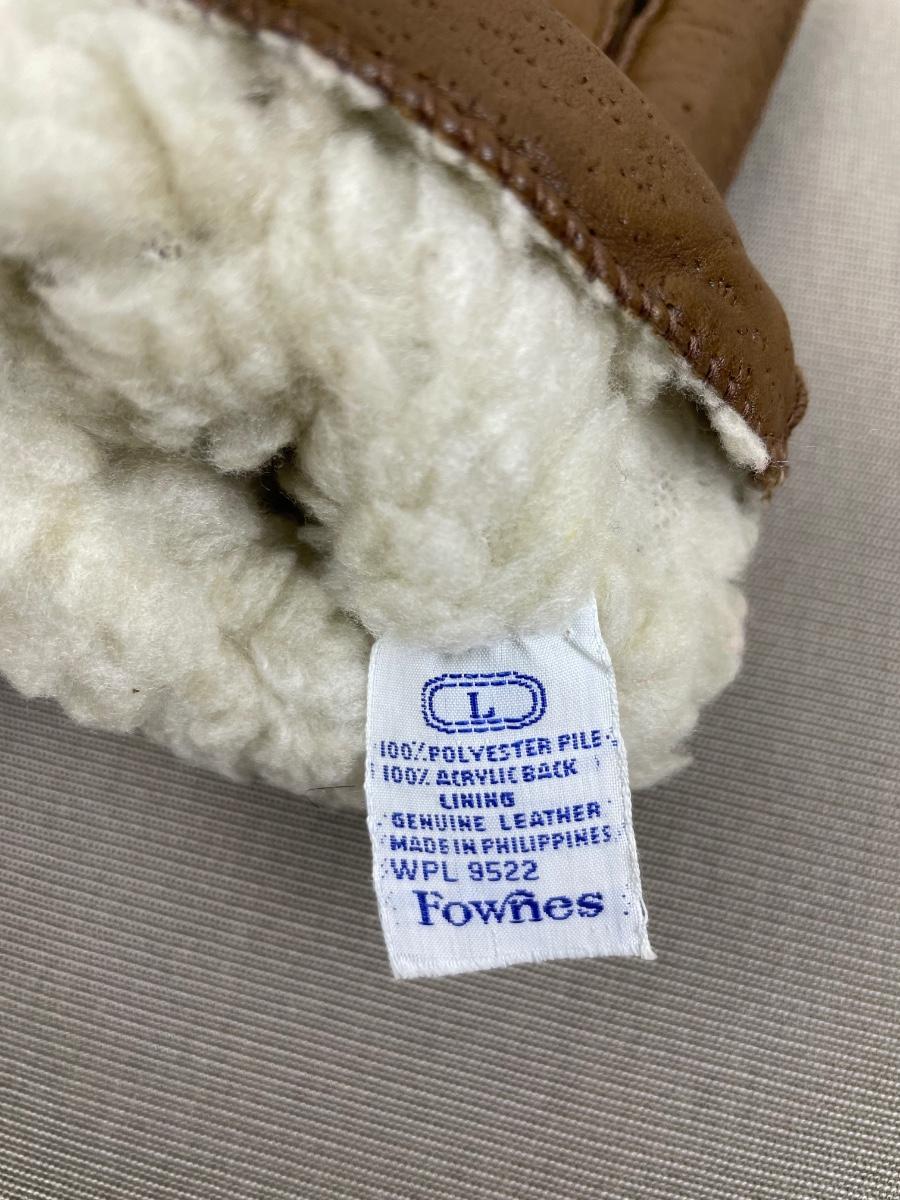 L
100% POLYESTER PILE
100% ACRYLIC BACK
LINING
GENUINE LEATHER
MADE IN PHILIPPINES
WPL 9522
Fownes